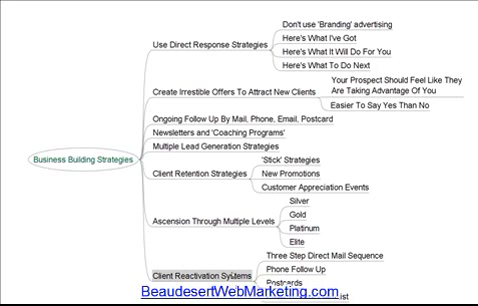 Don't use 'Branding' advertising
Use Direct Response Strategies
Here's What I've Got
Here's What It Will Do For You
Here's What To Do Next
Create Irrestible Offers To Attract New Clients
Your Prospect Should Feel Like They
Are Taking Advantage Of You
Easier To Say Yes Than No
Ongoing Follow Up By Mail, Phone, Email, Postcard
Newsletters and 'Coaching Programs'
Multiple Lead Generation Strategies
Business Building Strategies
Client Retention Strategies
'Stick' Strategies
New Promotions
Customer Appreciation Events
Ascension Through Multiple Levels
Silver
Gold
Platinum
Elite
Client Reactivation Systems
Three Step Direct Mail Sequence
Phone Follow Up
Postcards
BeaudesertWebMarketing.com